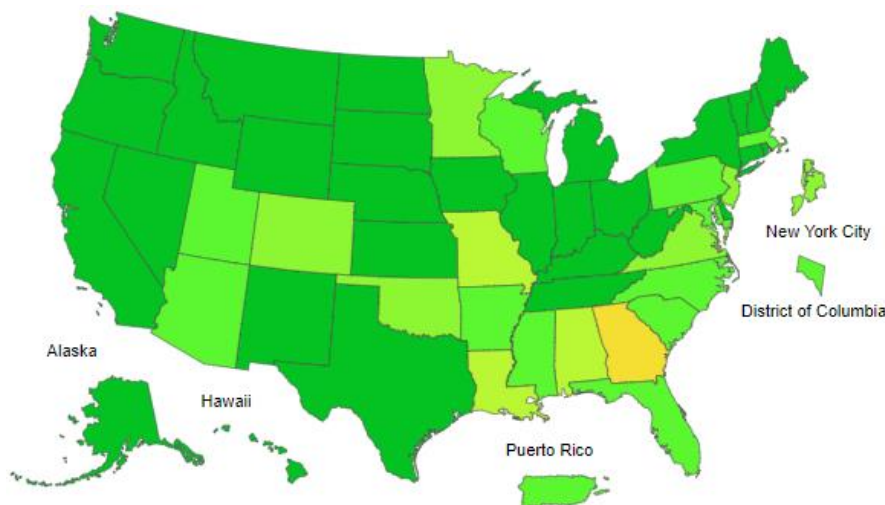 New York City
District of Columbia
Alaska
Hawaii
Puerto Rico